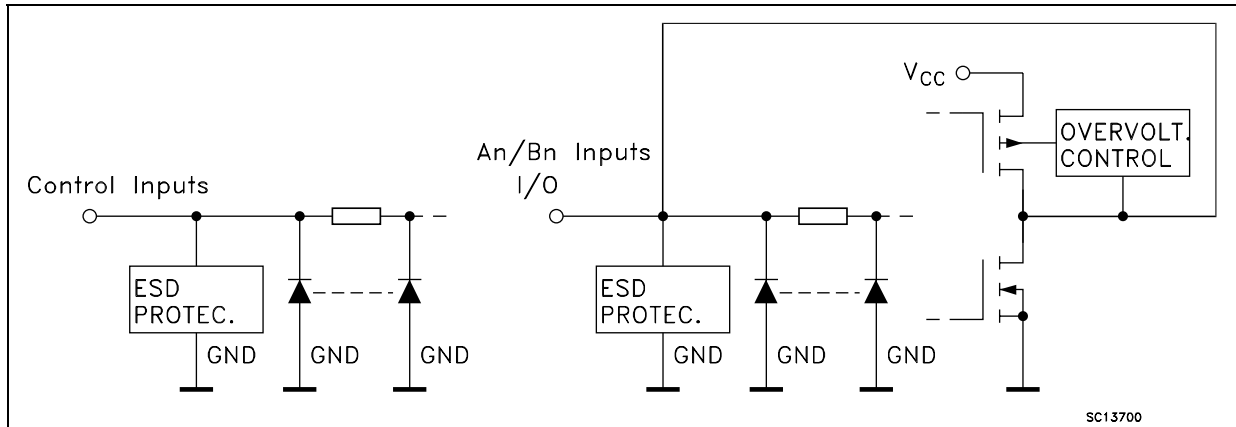 Control Inputs
ESD
PROTEC.
GND
GND
GND
An/Bn Inputs
I/O
ESD
PROTEC.
GND
GND
GND
VCC
OVERVOLT.
CONTROL
SC13700